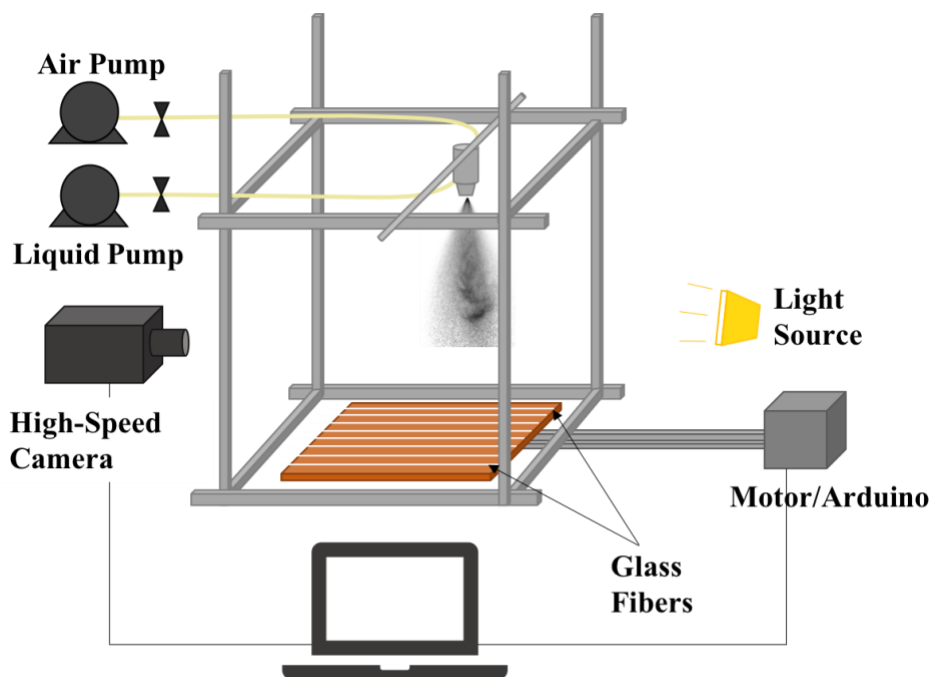 Air Pump
Liquid Pump
Light
Source
High-Speed
Camera
Motor/Arduino
Glass
Fibers